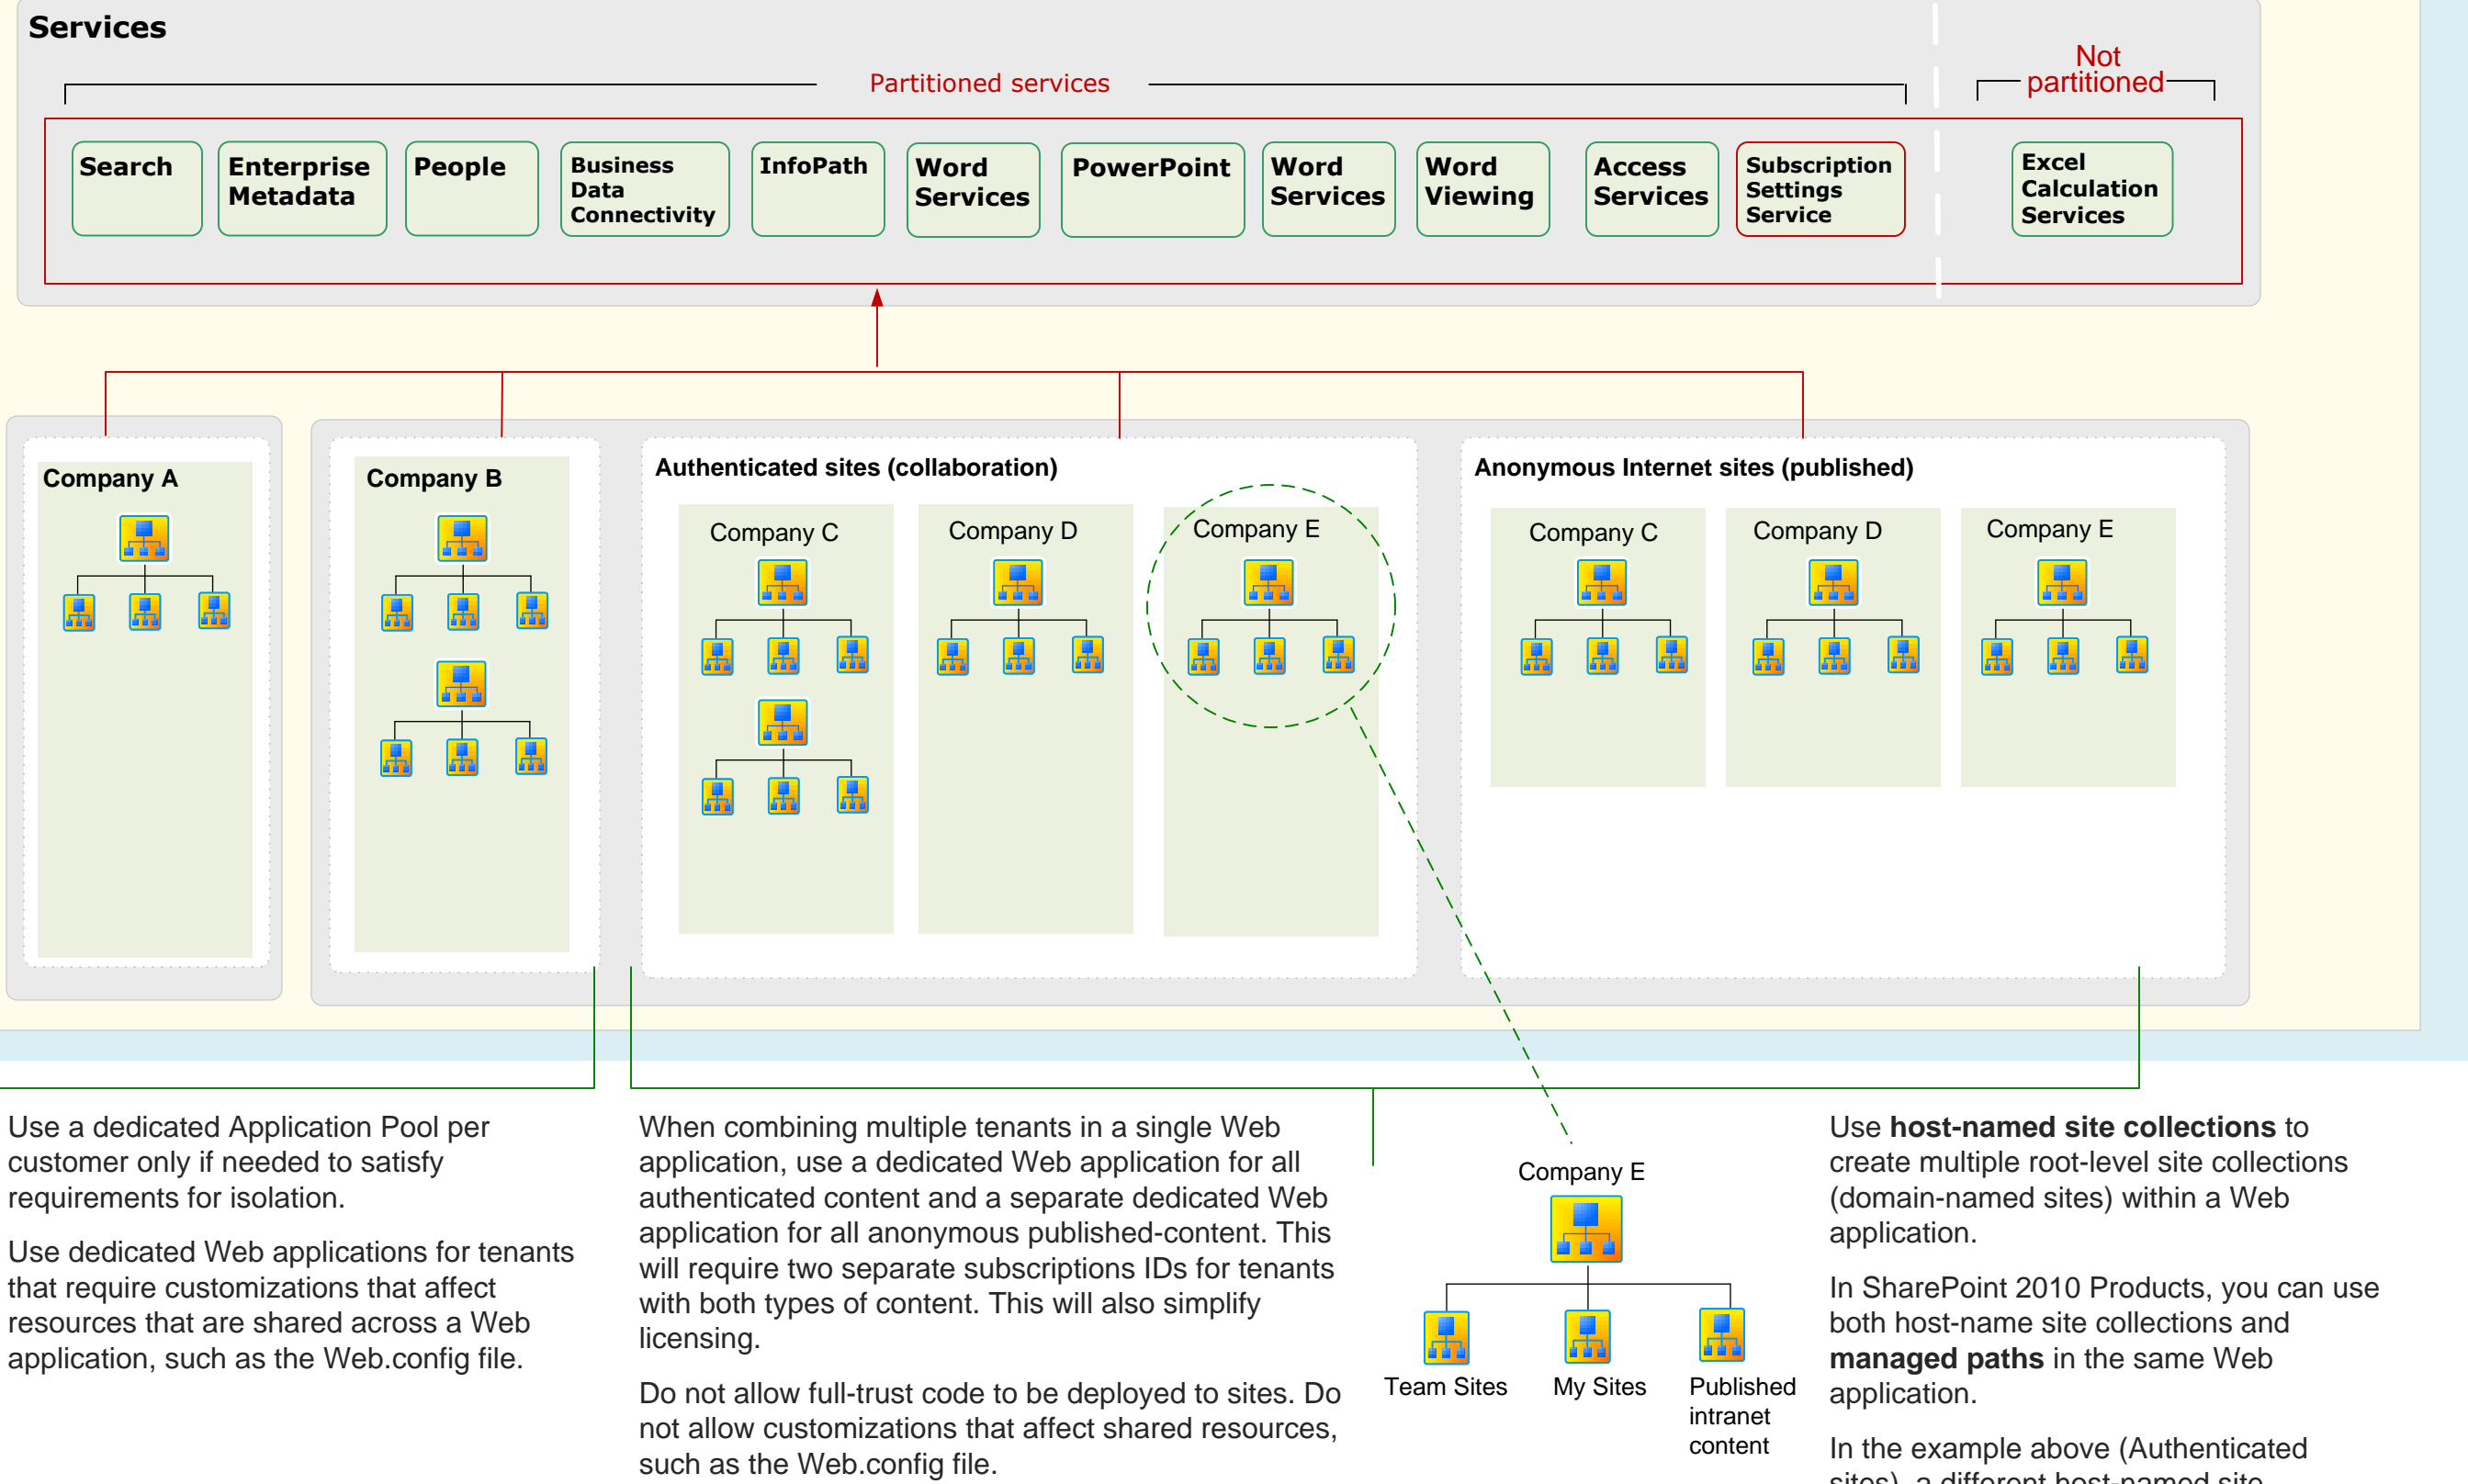 Services
Partitioned services
Not
partitioned
Search
Enterprise
Metadata
People
Business
Data
Connectivity
InfoPath
Word
Services
PowerPoint
Word
Services
Word
Viewing
Access
Services
Subscription
Settings
Service
Excel
Calculation
Services
Company A
Company B
Authenticated sites (collaboration)
Company C
Company D
Company E
Anonymous Internet sites (published)
Company C
Company D
Company E
Use a dedicated Application Pool per
customer only if needed to satisfy
requirements for isolation.
Use dedicated Web applications for tenants
that require customizations that affect
resources that are shared across a Web
application, such as the Web.config file.
When combining multiple tenants in a single Web
application, use a dedicated Web application for all
authenticated content and a separate dedicated Web
application for all anonymous published-content. This
will require two separate subscriptions IDs for tenants
with both types of content. This will also simplify
licensing.
Do not allow full-trust code to be deployed to sites. Do
not allow customizations that affect shared resources,
such as the Web.config file.
Company E
Team Sites
My Sites
Published
intranet
content
Use host-named site collections to
create multiple root-level site collections
(domain-named sites) within a Web
application.
In SharePoint 2010 Products, you can use
both host-name site collections and
managed paths in the same Web
application.
In the example above (Authenticated
sites), a different host-named site